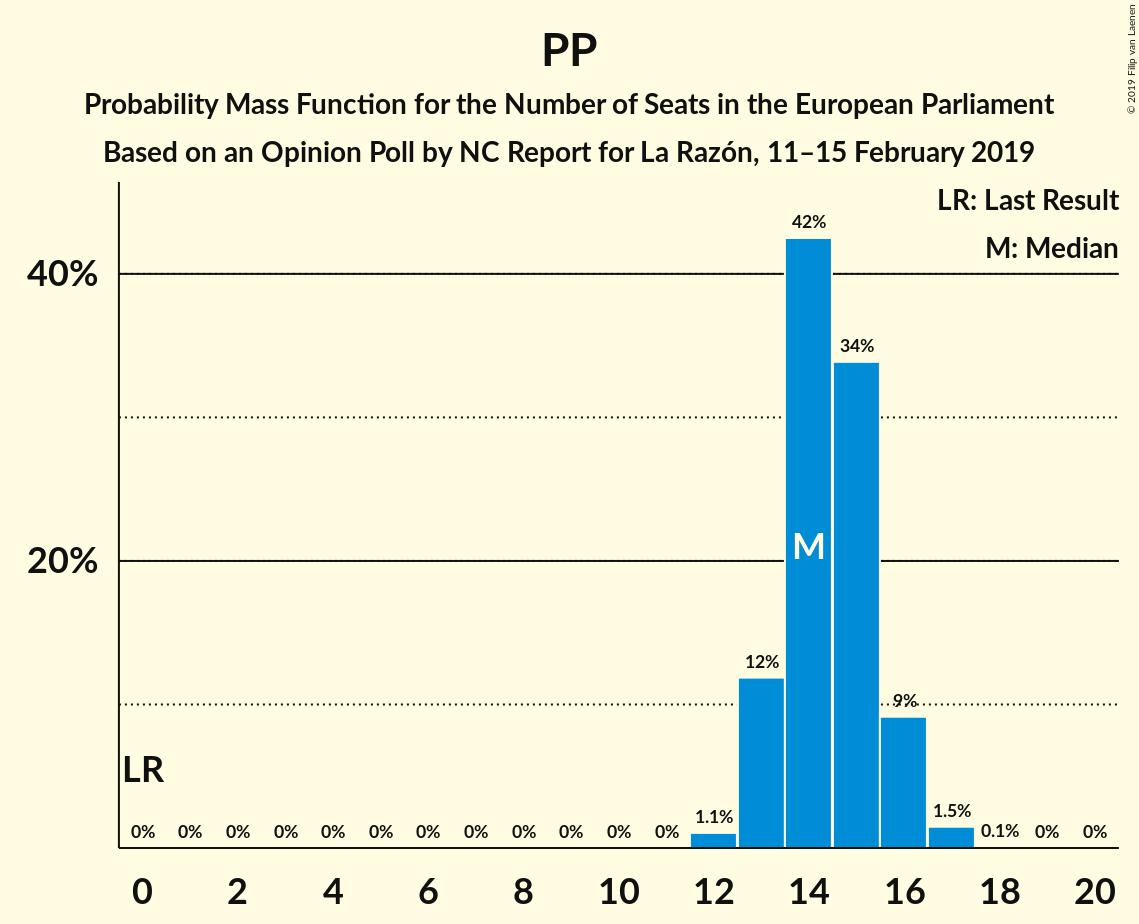 PP
Probability Mass Function for the Number of Seats in the European Parliament
Based on an Opinion Poll by NC Report for La Razón, 11–15 February 2019
© 2019 Filip van Laenen
LR: Last Result
M: Median
42%
40%
34%
20%
M
12%
9%
LR
0% 0% 0% 0% 0% 0% 0% 0% 0% 0% 0% 0% 1.1% 1.5% 0.1% 0% 0%
0 2 4 6 8 10 12 14 16 18 20